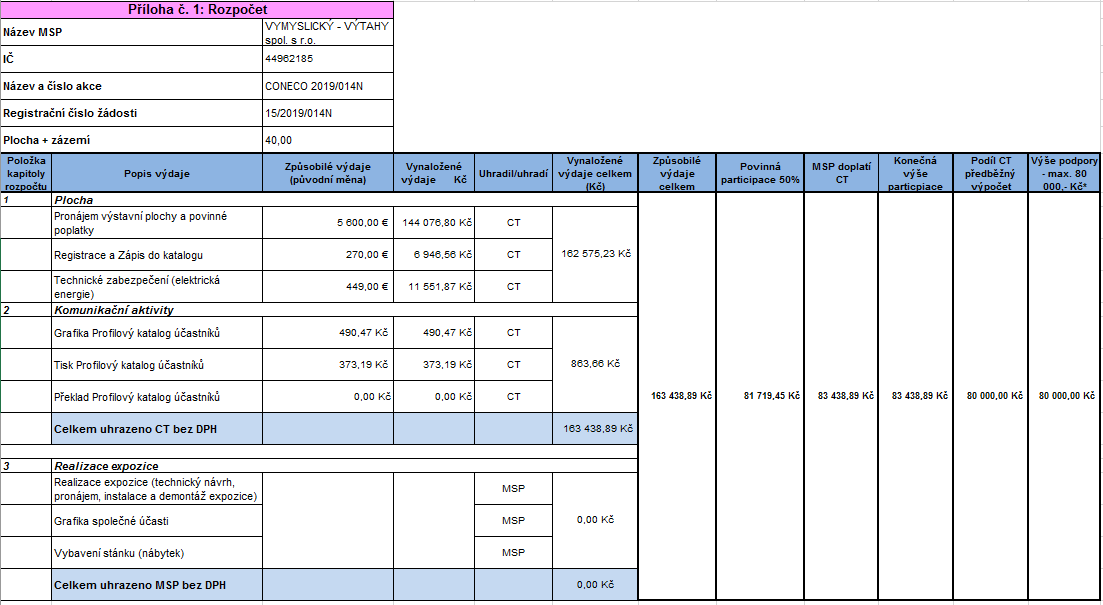 Příloha č. 1: Rozpočet
Název MSP
VYMYSLICKÝ - VÝTAHY
spol. s r.o.
IČ
44962185
Název a číslo akce
CONECO 2019/014N
Registrační číslo žádosti
15/2019/014N
Plocha + zázemí
40,00
Položka
kapitoly
rozpočtu
Popis výdaje
Způsobilé výdaje
(původní měna)
Vynaložené
výdaje Kč
Uhradil/uhradí
Vynaložené
výdaje celkem
(Kč)
Způsobilé
výdaje
celkem
Povinná
participace 50%
MSP doplatí
CT
Konečná
výše
particpiace
Podíl CT
předběžný
výpočet
Výše podpory
- max. 80
000,- Kč*
1 Plocha
Pronájem výstavní plochy a povinné
poplatky
5 600,00 € 144 076,80 Kč CT
Registrace a Zápis do katalogu 270,00 € 6 946,56 Kč CT
162 575,23 Kč
Technické zabezpečení (elektrická
energie)
449,00 € 11 551,87 Kč CT
2 Komunikační aktivity
Grafika Profilový katalog účastníků 490,47 Kč 490,47 Kč CT
Tisk Profilový katalog účastníků 373,19 Kč 373,19 Kč CT
863,66 Kč
Překlad Profilový katalog účastníků 0,00 Kč 0,00 Kč CT
163 438,89 Kč 81 719,45 Kč 83 438,89 Kč 83 438,89 Kč 80 000,00 Kč 80 000,00 Kč
Celkem uhrazeno CT bez DPH 163 438,89 Kč
3 Realizace expozice
Realizace expozice (technický návrh,
pronájem, instalace a demontáž expozice)
MSP
Grafika společné účasti MSP
0,00 Kč
Vybavení stánku (nábytek) MSP
Celkem uhrazeno MSP bez DPH 0,00 Kč